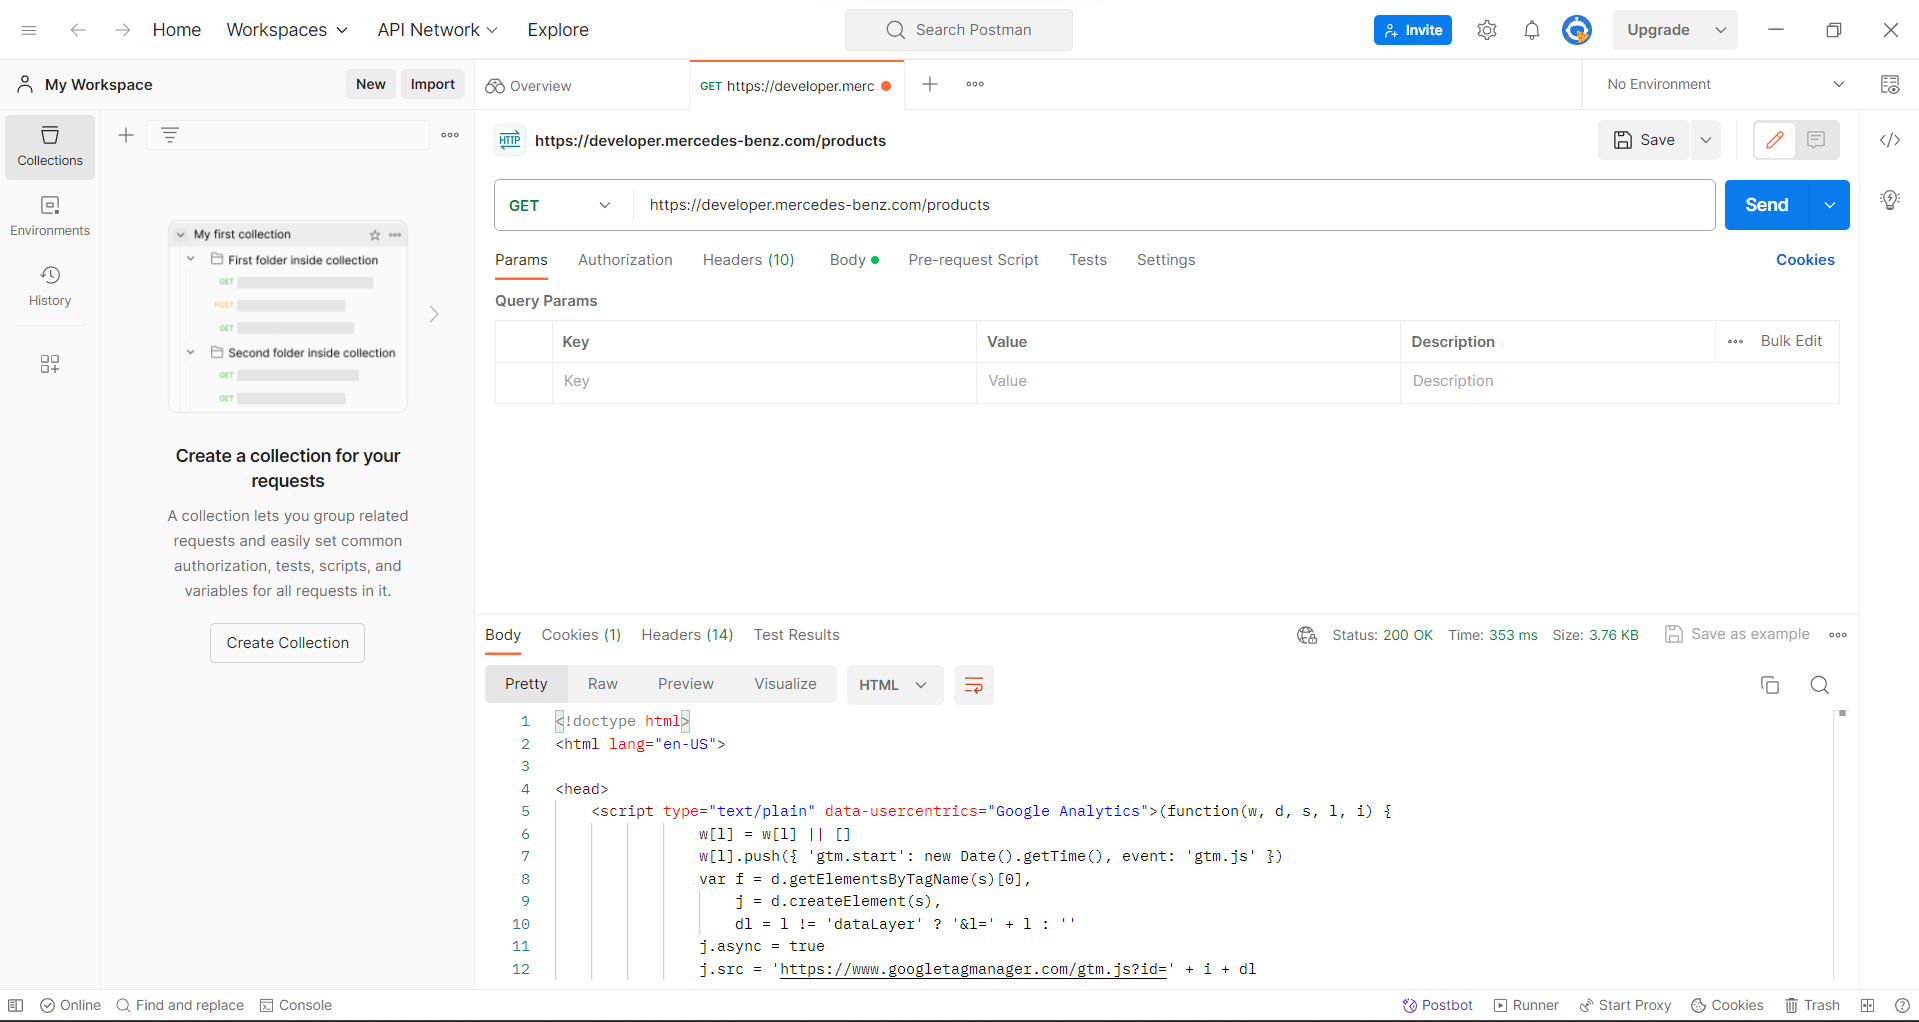 Home Workspaces API Network Explore Search Postman Invite Upgrade
My Workspace New Import Overview GET https://developer.merc No Environment
Collections
Environments
History
My first collection
First folder inside collection
GET
POST
GET
Second folder inside collection
GET
GET
Create a collection for your
requests
A collection lets you group related
requests and easily set common
authorization, tests, scripts, and
variables for all requests in it.
Create Collection
HTTP https://developer.mercedes-benz.com/products Save
GET https://developer.mercedes-benz.com/products Send
Params Authorization Headers (10) Body Pre-request Script Tests Settings Cookies
Query Params
Key Value Description Bulk Edit
Key Value Description
Body Cookies (1) Headers (14) Test Results Status: 200 OK Time: 353 ms Size: 3.76 KB Save as example
Pretty Raw Preview Visualize HTML
1 <!doctype html>
2 <html lang="en-US">
3
4 <head>
5 <script type="text/plain" data-usercentrics="Google Analytics">(function(w, d, s, l, i) {
6 w[l] = w[l] || []
7 w[l].push({ 'gtm.start': new Date().getTime(), event: 'gtm.js' })
8 var f = d.getElementsByTagName(s)[0],
9 j = d.createElement(s),
10 dl = l != 'dataLayer' ? '&l=' + l : ''
11 j.async = true
12 j.src = 'https://www.googletagmanager.com/gtm.js?id=' + i + dl
Online Find and replace Console Postbot Runner Start Proxy Cookies Trash